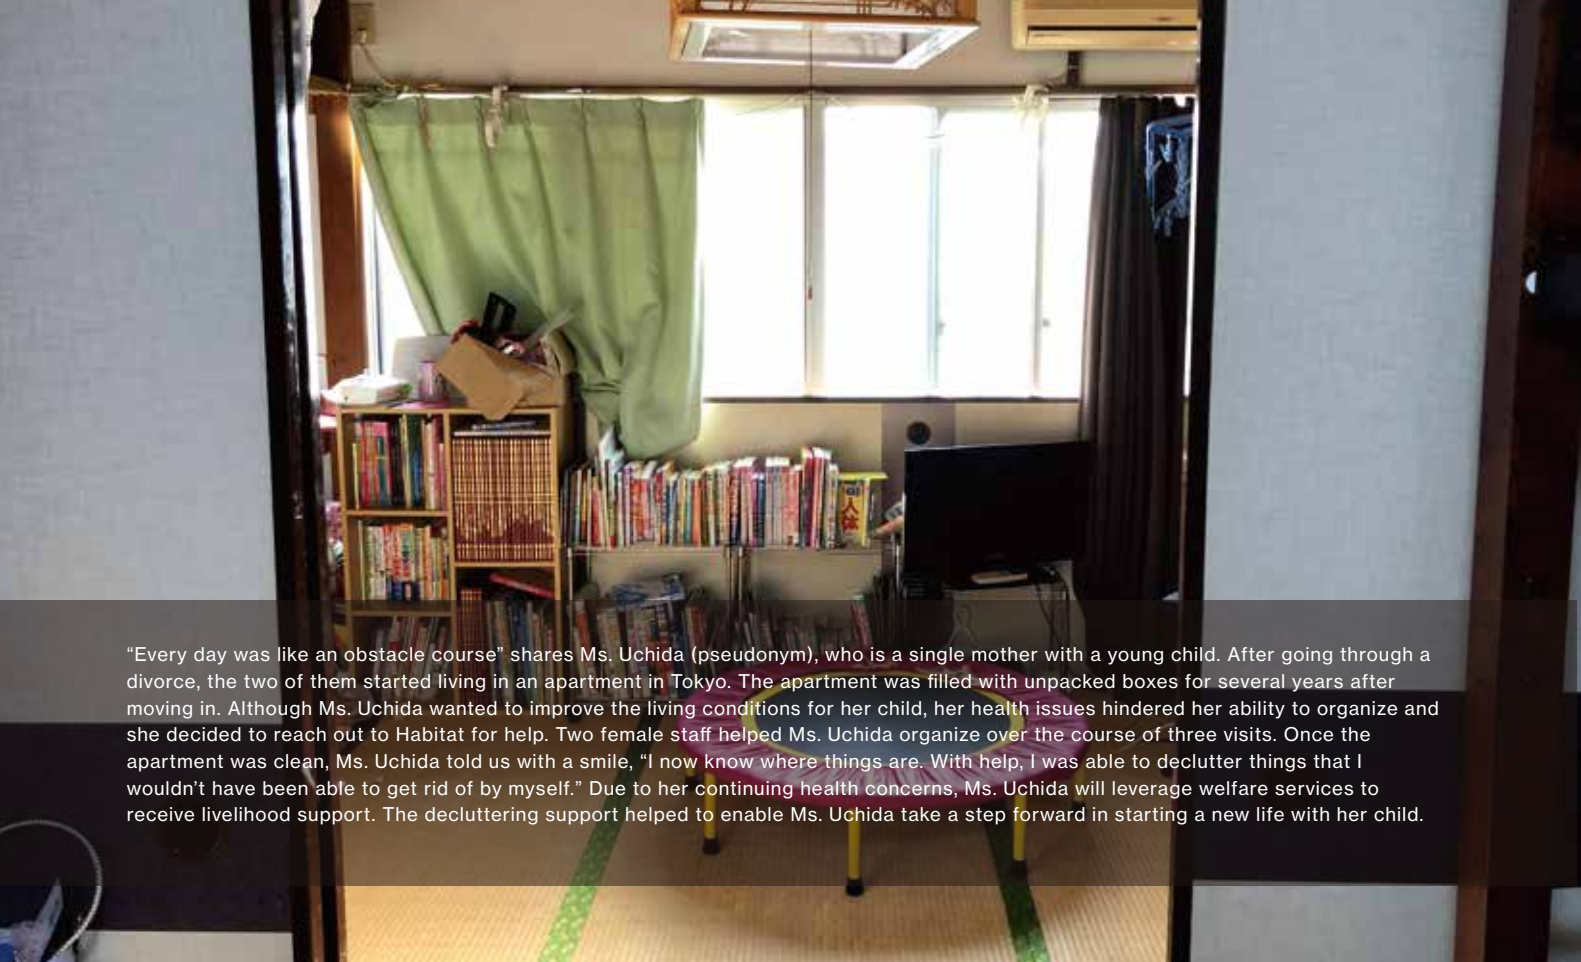 人体
“Every day was like an obstacle course” shares Ms. Uchida (pseudonym), who is a single mother with a young child. After going through a
divorce, the two of them started living in an apartment in Tokyo. The apartment was filled with unpacked boxes for several years after
moving in. Although Ms. Uchida wanted to improve the living conditions for her child, her health issues hindered her ability to organize and
she decided to reach out to Habitat for help. Two female staff helped Ms. Uchida organize over the course of three visits. Once the
apartment was clean, Ms. Uchida told us with a smile, “I now know where things are. With help, I was able to declutter things that I
wouldn’t have been able to get rid of by myself.” Due to her continuing health concerns, Ms. Uchida will leverage welfare services to
receive livelihood support. The decluttering support helped to enable Ms. Uchida take a step forward in starting a new life with her child.